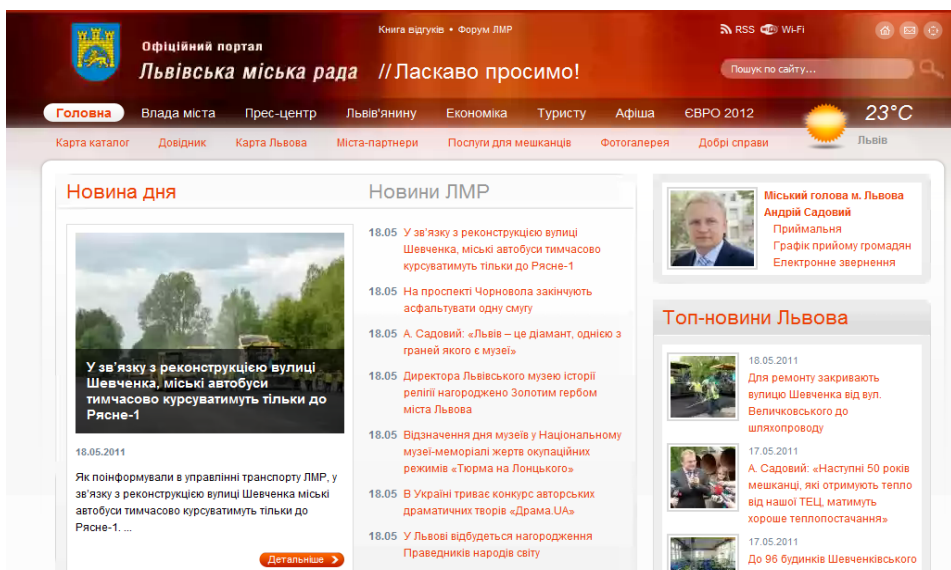 Книга відгуків • Форум ЛМР
RSS Wi-Fi
Офіційний портал
Львівська міська рада //Ласкаво просимо!
Пошук по сайту...
Головна Влада міста Прес-центр Львів'янину Економіка Туристу Афіша ЄВРО 2012
23°C
Львів
Карта каталог Довідник Карта Львова Міста-партнери Послуги для мешканців Фотогалерея Добрі справи
Новина дня
У зв'язку з реконструкцією вулиці
Шевченка, міські автобуси
тимчасово курсуватимуть тільки до
Рясне-1
18.05.2011
Як поінформували в управлінні транспорту ЛМР, у
зв'язку з реконструкцією вулиці Шевченка міські
автобуси тимчасово курсуватимуть тільки до
Рясне-1. ...
Детальніше
Новини ЛМР
18.05 У зв'язку з реконструкцією вулиці
Шевченка, міські автобуси тимчасово
курсуватимуть тільки до Рясне-1
18.05 На проспекті Чорновола закінчують
асфальтувати одну смугу
18.05 А. Садовий: «Львів – це діамант, однією з
граней якого є музеї»
18.05 Директора Львівського музею історії
релігії нагороджено Золотим гербом
міста Львова
18.05 Відзначення дня музеїв у Національному
музеї-меморіалі жертв окупаційних
режимів «Тюрма на Лонцького»
18.05 В Україні триває конкурс авторських
драматичних творів «Драма.UA»
18.05 У Львові відбудеться нагородження
Праведників народів світу
Міський голова м. Львова
Андрій Садовий
Приймальня
Графік прийому громадян
Електронне звернення
Топ-новини Львова
18.05.2011
Для ремонту закривають
вулицю Шевченка від вул.
Величковського до
шляхопроводу
17.05.2011
А. Садовий: «Наступні 50 років
мешканці, які отримують тепло
від нашої ТЕЦ, матимуть
хороше теплопостачання»
17.05.2011
До 96 будинків Шевченківського